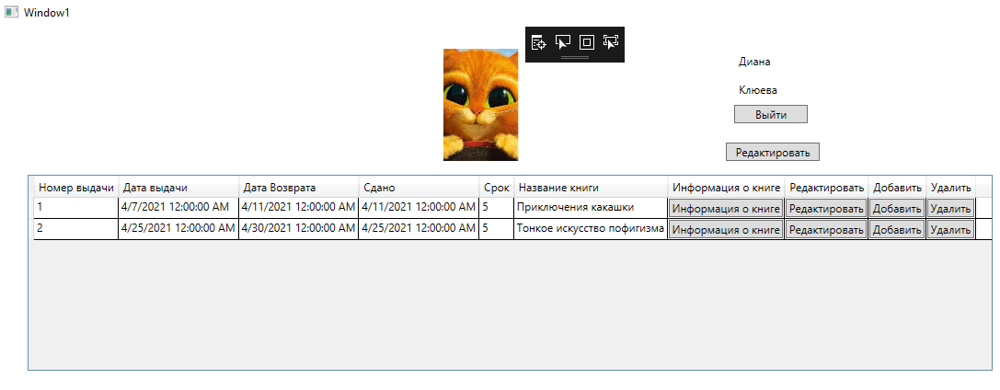 Window1
Диана
Клюева
Выйти
Редактировать
Номер выдачи Дата выдачи Дата Возврата Сдано Срок Название книги Информация о книге Редактировать Добавить Удалить
1 4/7/2021 12:00:00 AM 4/11/2021 12:00:00 AM 4/11/2021 12:00:00 AM 5 Приключения какашки Информация о книге Редактировать Добавить Удалить
2 4/25/2021 12:00:00 AM 4/30/2021 12:00:00 AM 4/25/2021 12:00:00 AM 5 Тонкое искусство пофигизма Информация о книге Редактировать Добавить Удалить